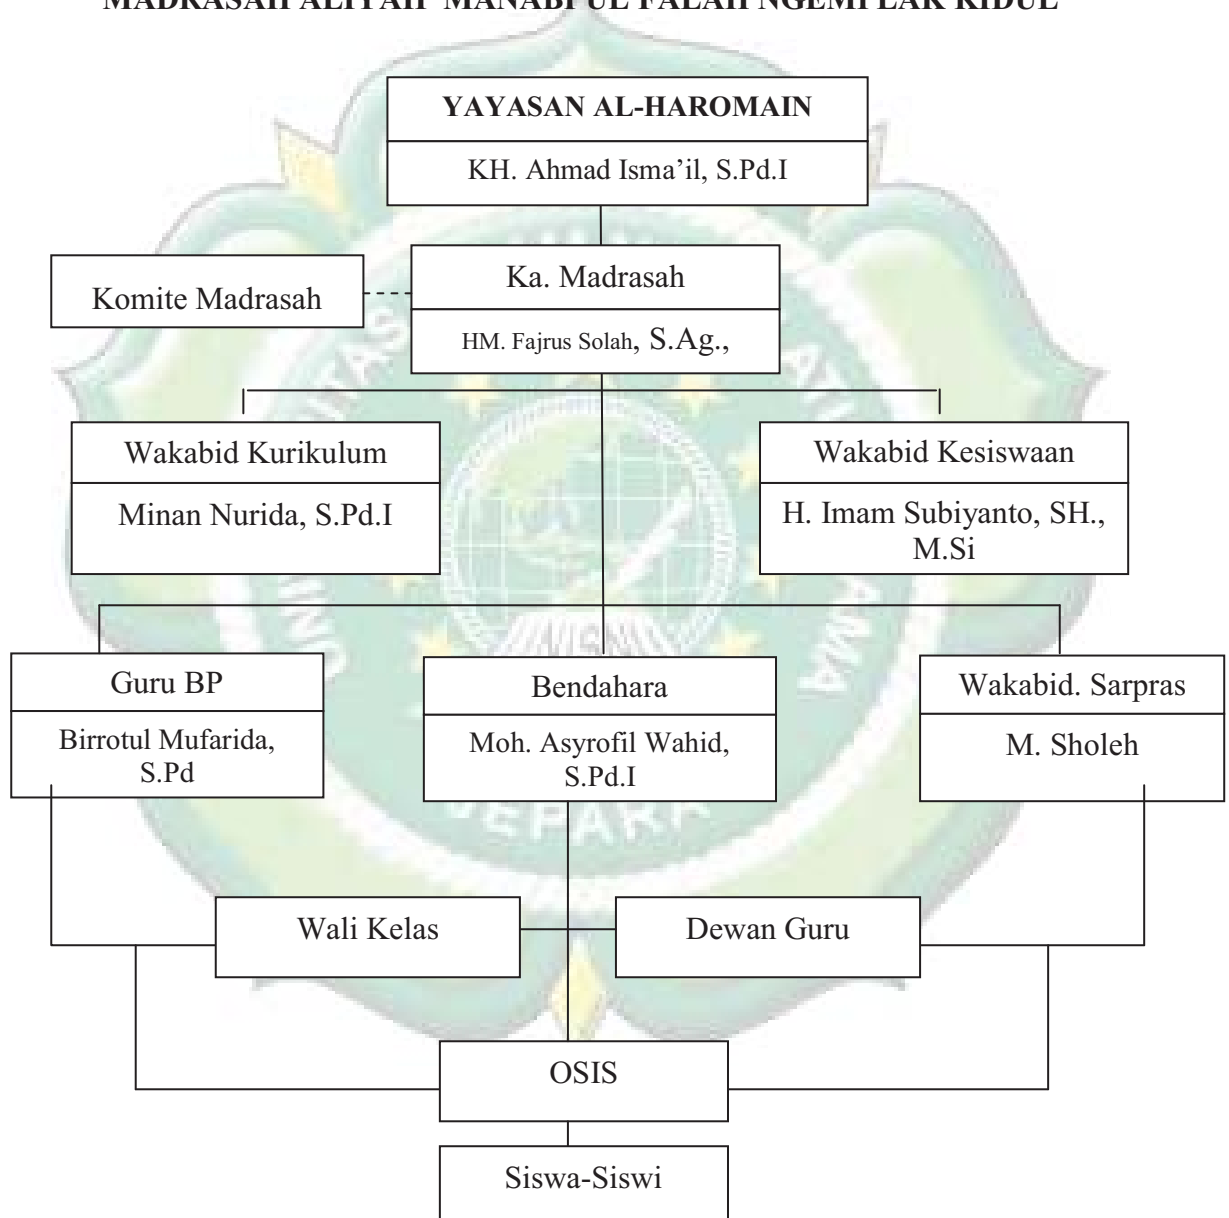 MADRASAH ALIYAH MANABI'UL FALAH NGEMPLAK KIDUL
YAYASAN AL-HAROMAIN
KH. Ahmad Isma'il, S.Pd.I
Komite Madrasah
Ka. Madrasah
HM. Fajrus Solah, S.Ag.,
Wakabid Kurikulum
Minan Nurida, S.Pd.I
Wakabid Kesiswaan
H. Imam Subiyanto, SH.,
M.Si
Guru BP
Birrotul Mufarida,
S.Pd
Bendahara
Moh. Asyrofil Wahid,
S.Pd.I
Wakabid. Sarpras
M. Sholeh
Wali Kelas
Dewan Guru
OSIS
Siswa-Siswi
UNISNU
JEPARA